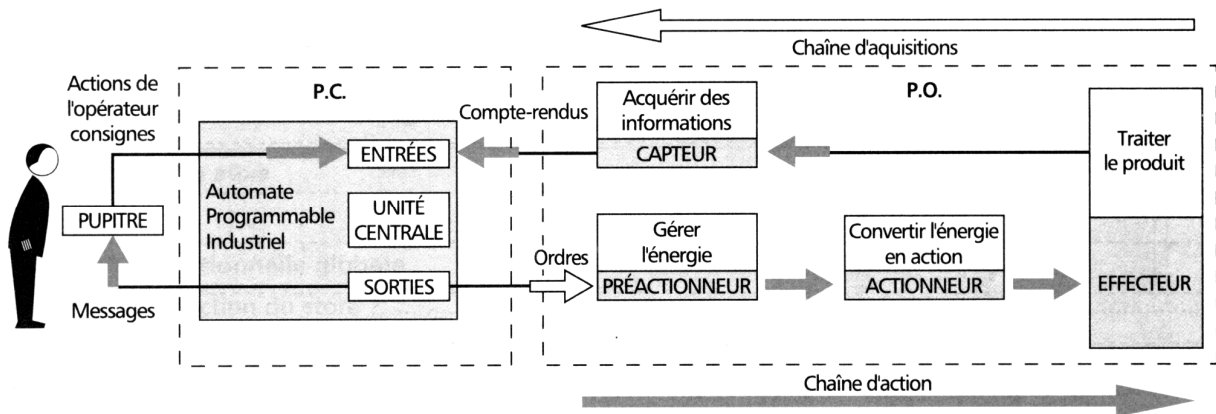 Chaîne d'aquisitions
Actions de
l'opérateur
consignes
P.C.
Compte-rendus
Acquérir des
informations
CAPTEUR
P.O.
Traiter
le produit
ENTRÉES
Automate
Programmable
Industriel
UNITÉ
CENTRALE
PUPITRE
Gérer
l'énergie
PRÉACTIONNEUR
Convertir l'énergie
en action
ACTIONNEUR
EFFECTEUR
Ordres
SORTIES
Messages
Chaîne d'action